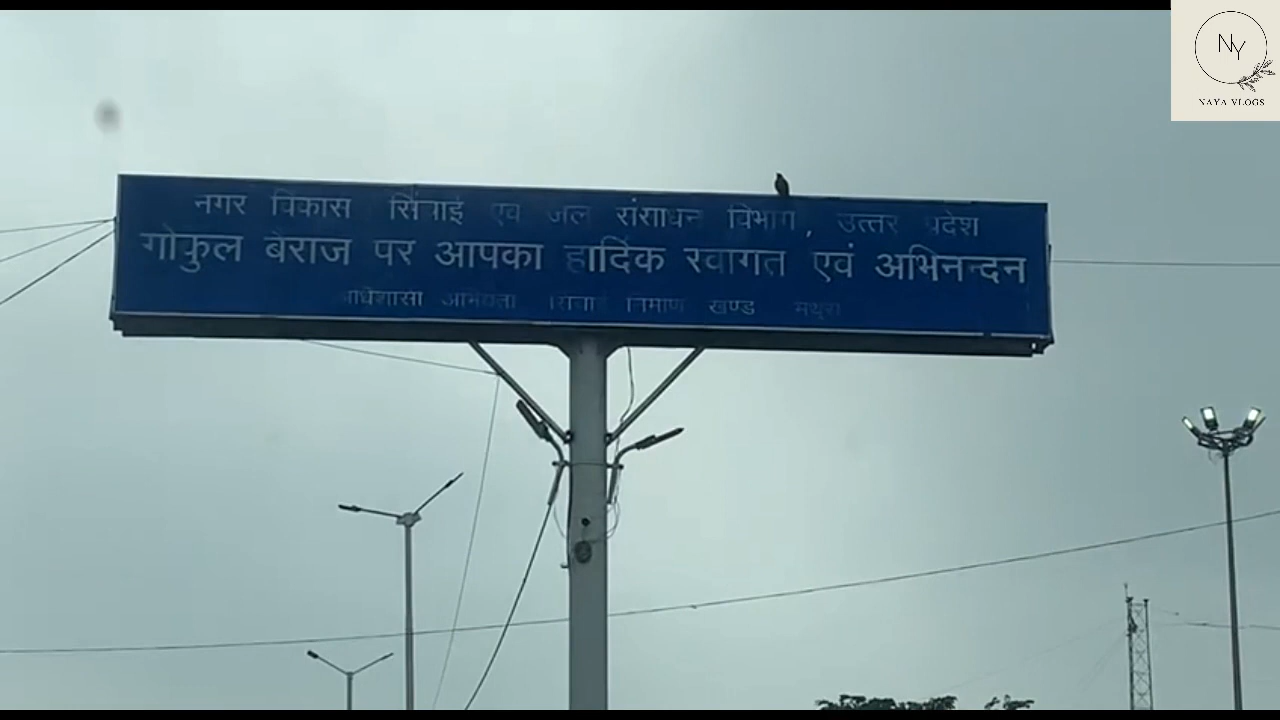 नगर विकास सिंचाई एवं जल संसाधन विभाग, उत्तर प्रदेश
गोकुल बैराज पर आपका हार्दिक स्वागत एवं अभिनन्दन
अधिशासी अभियंता सिंचाई निर्माण खण्ड मथुरा
NY
NAYA VLOGS